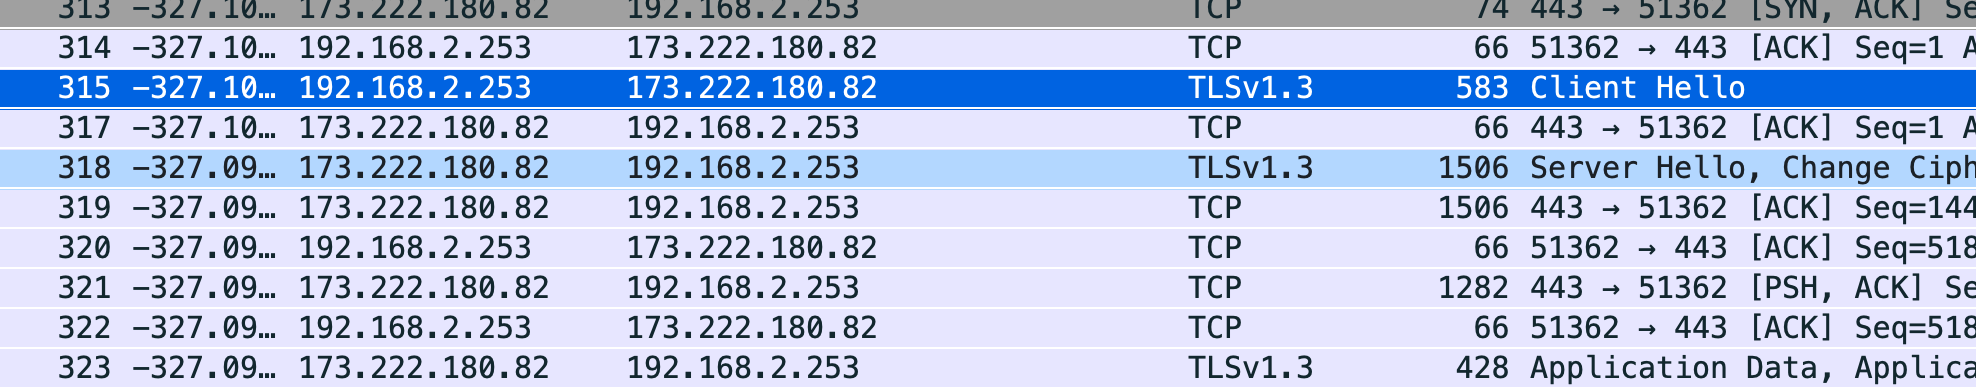 313 −327.10… 173.222.180.82 192.168.2.253 TCP 74 443 → 51362 [SYN, ACK] Se
314 −327.10… 192.168.2.253 173.222.180.82 TCP 66 51362 → 443 [ACK] Seq=1 A
315 −327.10… 192.168.2.253 173.222.180.82 TLSv1.3 583 Client Hello
317 −327.10… 173.222.180.82 192.168.2.253 TCP 66 443 → 51362 [ACK] Seq=1 A
318 −327.09… 173.222.180.82 192.168.2.253 TLSv1.3 1506 Server Hello, Change Ciph
319 −327.09… 173.222.180.82 192.168.2.253 TCP 1506 443 → 51362 [ACK] Seq=144
320 −327.09… 192.168.2.253 173.222.180.82 TCP 66 51362 → 443 [ACK] Seq=518
321 −327.09… 173.222.180.82 192.168.2.253 TCP 1282 443 → 51362 [PSH, ACK] Se
322 −327.09… 192.168.2.253 173.222.180.82 TCP 66 51362 → 443 [ACK] Seq=518
323 −327.09… 173.222.180.82 192.168.2.253 TLSv1.3 428 Application Data, Applica